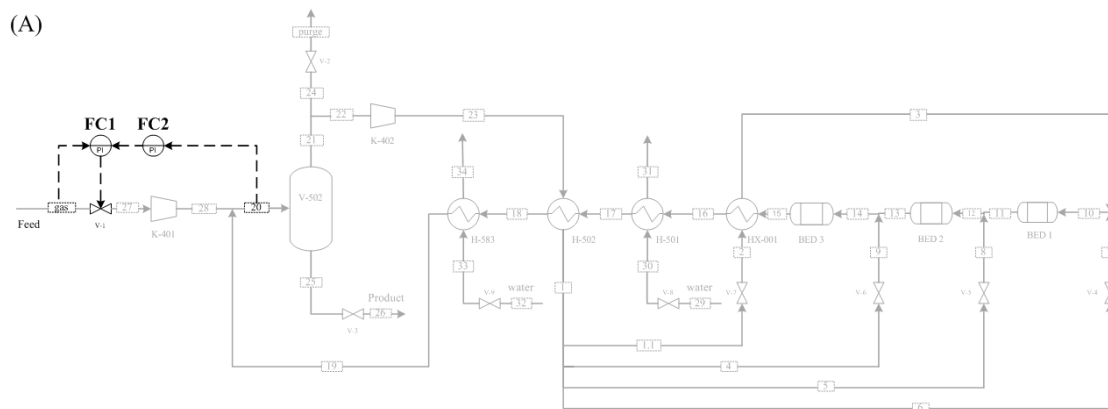 (A)
purge
V-2
24
22
23
3
FC1 FC2
K-402
21
PI PI
34
31
V-502
gas 27 28 20
18 17 16 15 14 13 12 11 10
Feed
V-1
K-401
H-583
H-502
H-501
HX-001
BED 3
BED 2
BED 1
25
33
1
30
2
9
8
Product
water
water
V-9
V-8
V-7
V-6
V-5
V-4
26
32
29
V-3
1.1
19
4
5
6